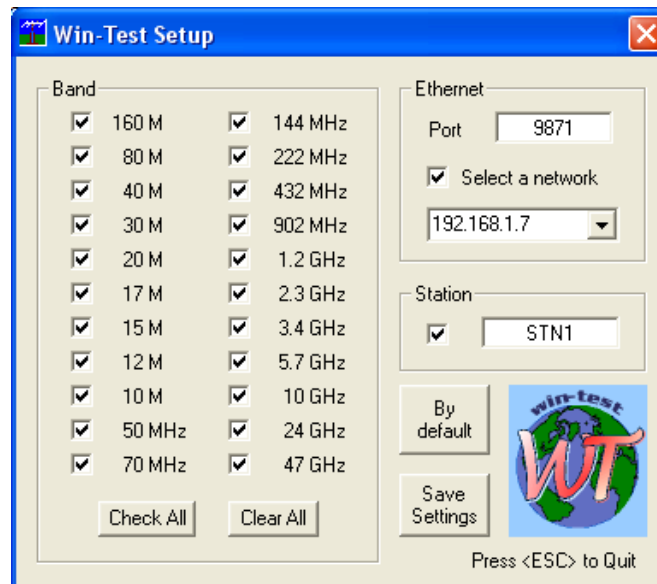 Win-Test Setup
Band
160 M
80 M
40 M
30 M
20 M
17 M
15 M
12 M
10 M
50 MHz
70 MHz
144 MHz
222 MHz
432 MHz
902 MHz
1.2 GHz
2.3 GHz
3.4 GHz
5.7 GHz
10 GHz
24 GHz
47 GHz
Check All
Clear All
Ethernet
Port 9871
Select a network
192.168.1.7
Station
STN1
By
default
Save
Settings
win-test
WT
Press <ESC> to Quit